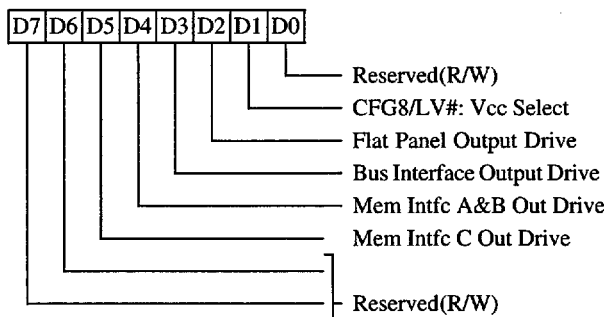 D7 D6 D5 D4 D3 D2 D1 D0
Reserved(R/W)
CFG8/LV#: Vcc Select
Flat Panel Output Drive
Bus Interface Output Drive
Mem Intfc A&B Out Drive
Mem Intfc C Out Drive
Reserved(R/W)